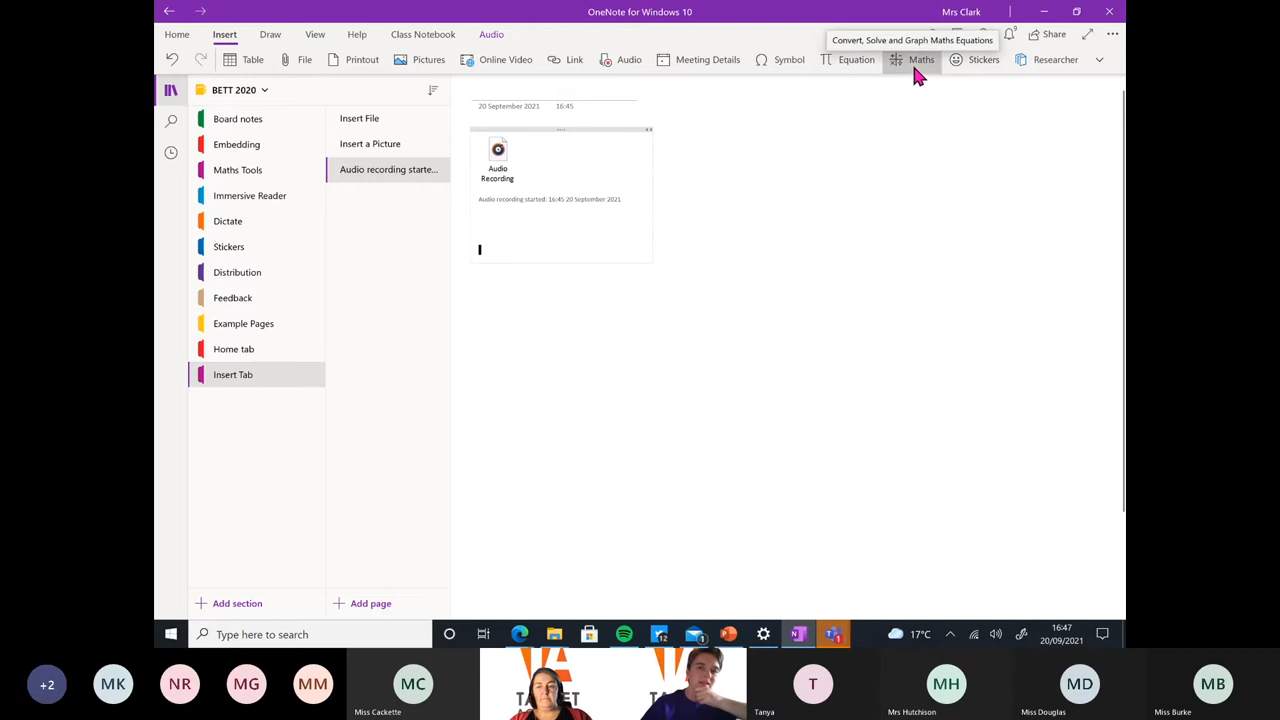 OneNote for Windows 10
Mrs Clark
Home Insert Draw View Help Class Notebook Audio
Convert, Solve and Graph Maths Equations
9
Share
Table File Printout Pictures Online Video Link Audio Meeting Details Symbol Equation Maths Stickers Researcher
BETT 2020
Board notes
Embedding
Maths Tools
Immersive Reader
Dictate
Stickers
Distribution
Feedback
Example Pages
Home tab
Insert Tab
Add section
Insert File
Insert a Picture
Audio recording starte...
Add page
20 September 2021 16:45
Audio
Recording
Audio recording started: 16:45 20 September 2021
Type here to search
12
1
1
17°C
16:47
20/09/2021
+2
MK
NR
MG
MM
MC
Miss Cackette
T
Tanya
MH
Mrs Hutchison
MD
Miss Douglas
MB
Miss Burke